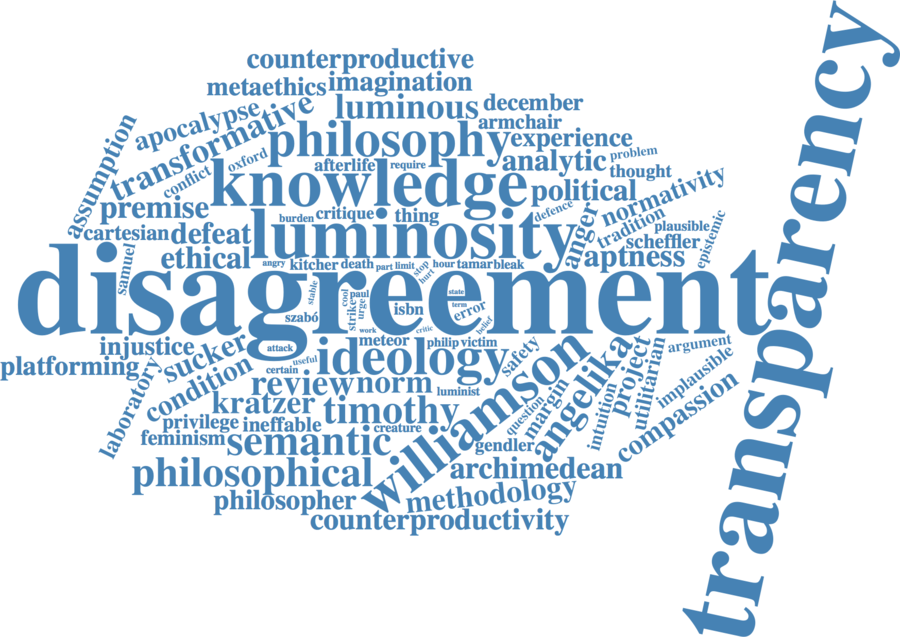 counterproductive
metaethics imagination
luminous december
apocalypse
armchair
transformative
philosophy experience
assumption
conflict oxford
afterlife require
analytic problem
thought
knowledge political
premise
normativity
burden critique thing
defence
anger
tradition plausible
cartesian defeat
luminosity
scheffler
epistemic
ethical
samuel
angry kitcher death part limit stop hurt hour tamar bleak
aptness
disagreement
transparency
stable
cool
paul
urge
strike
state
term
error
isbn
szabó
work critic belief
injustice
sucker
attack
meteor philip victim
safety
argument
platforming
certain useful
ideology
williamson
angelika
project
utilitarian
implausible
laboratory
condition
review norm luminist
margin
intuition
compassion
kratzer timothy
question
privilege ineffable creature
feminism semantic
gender
philosophical archimedean
philosopher methodology
counterproductivity